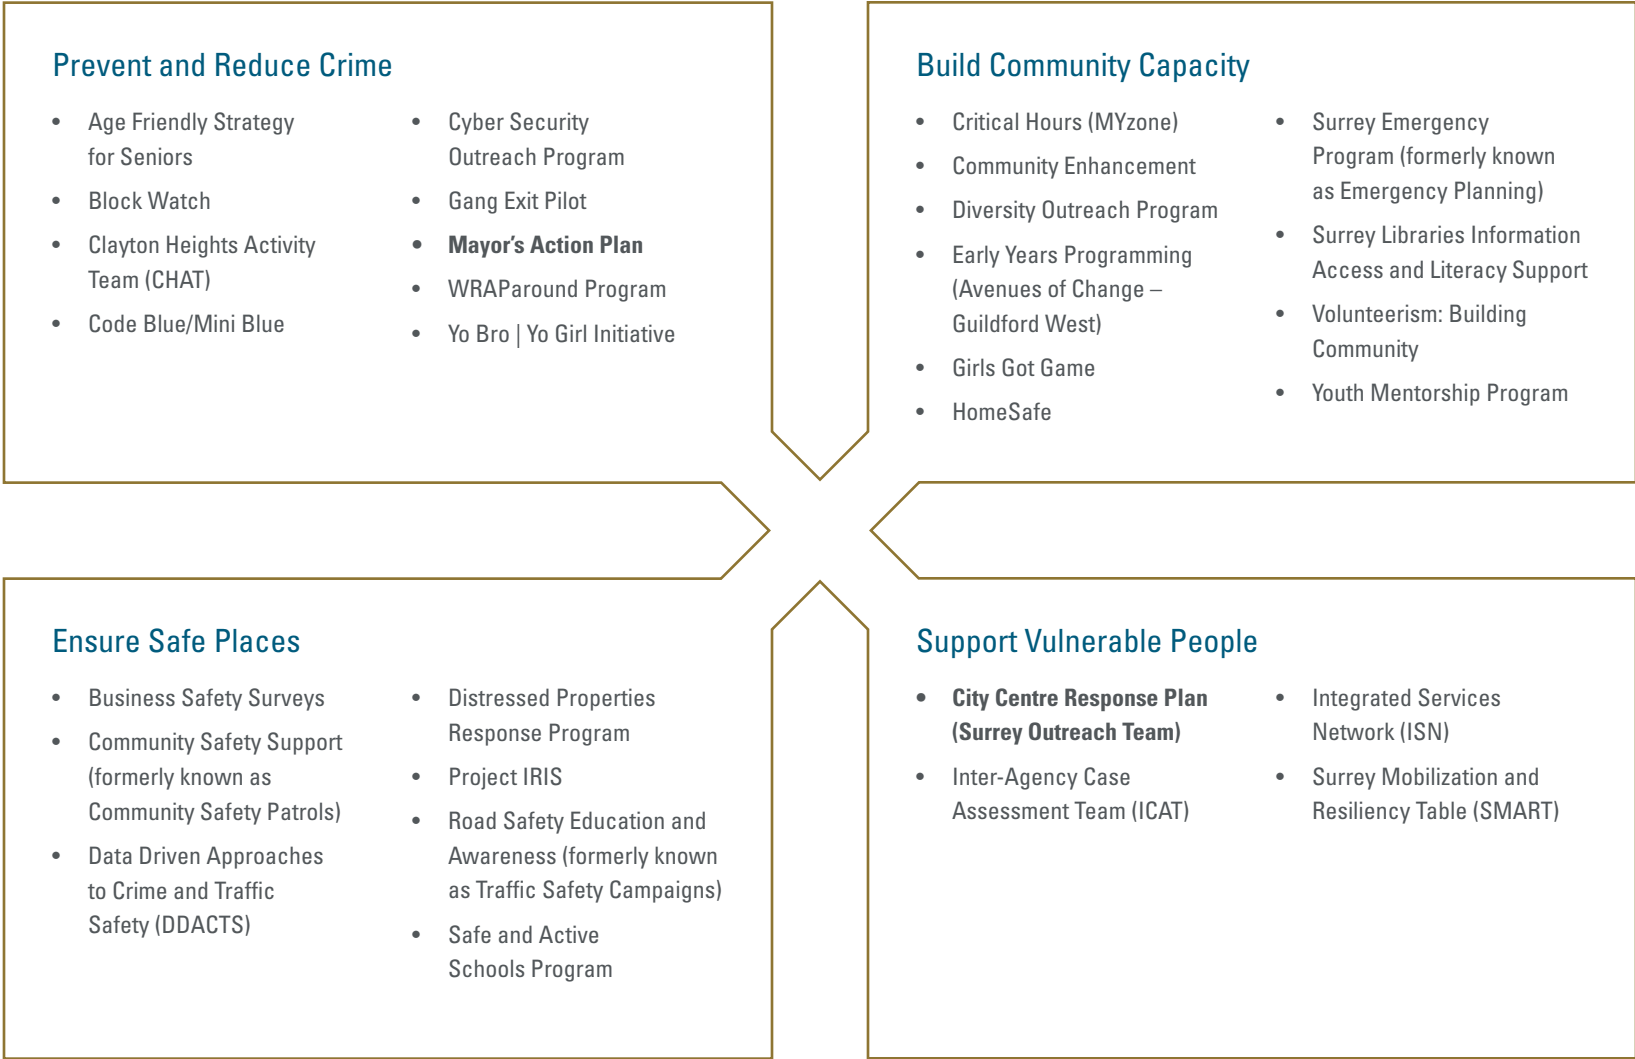 Prevent and Reduce Crime
• Age Friendly Strategy
for Seniors
• Block Watch
• Clayton Heights Activity
Team (CHAT)
• Code Blue/Mini Blue
• Cyber Security
Outreach Program
• Gang Exit Pilot
• Mayor’s Action Plan
• WRAParound Program
• Yo Bro | Yo Girl Initiative
Build Community Capacity
• Critical Hours (MYzone)
• Community Enhancement
• Diversity Outreach Program
• Early Years Programming
(Avenues of Change –
Guildford West)
• Girls Got Game
• HomeSafe
• Surrey Emergency
Program (formerly known
as Emergency Planning)
• Surrey Libraries Information
Access and Literacy Support
• Volunteerism: Building
Community
• Youth Mentorship Program
Ensure Safe Places
• Business Safety Surveys
• Community Safety Support
(formerly known as
Community Safety Patrols)
• Data Driven Approaches
to Crime and Traffic
Safety (DDACTS)
• Distressed Properties
Response Program
• Project IRIS
• Road Safety Education and
Awareness (formerly known
as Traffic Safety Campaigns)
• Safe and Active
Schools Program
Support Vulnerable People
• City Centre Response Plan
(Surrey Outreach Team)
• Inter-Agency Case
Assessment Team (ICAT)
• Integrated Services
Network (ISN)
• Surrey Mobilization and
Resiliency Table (SMART)